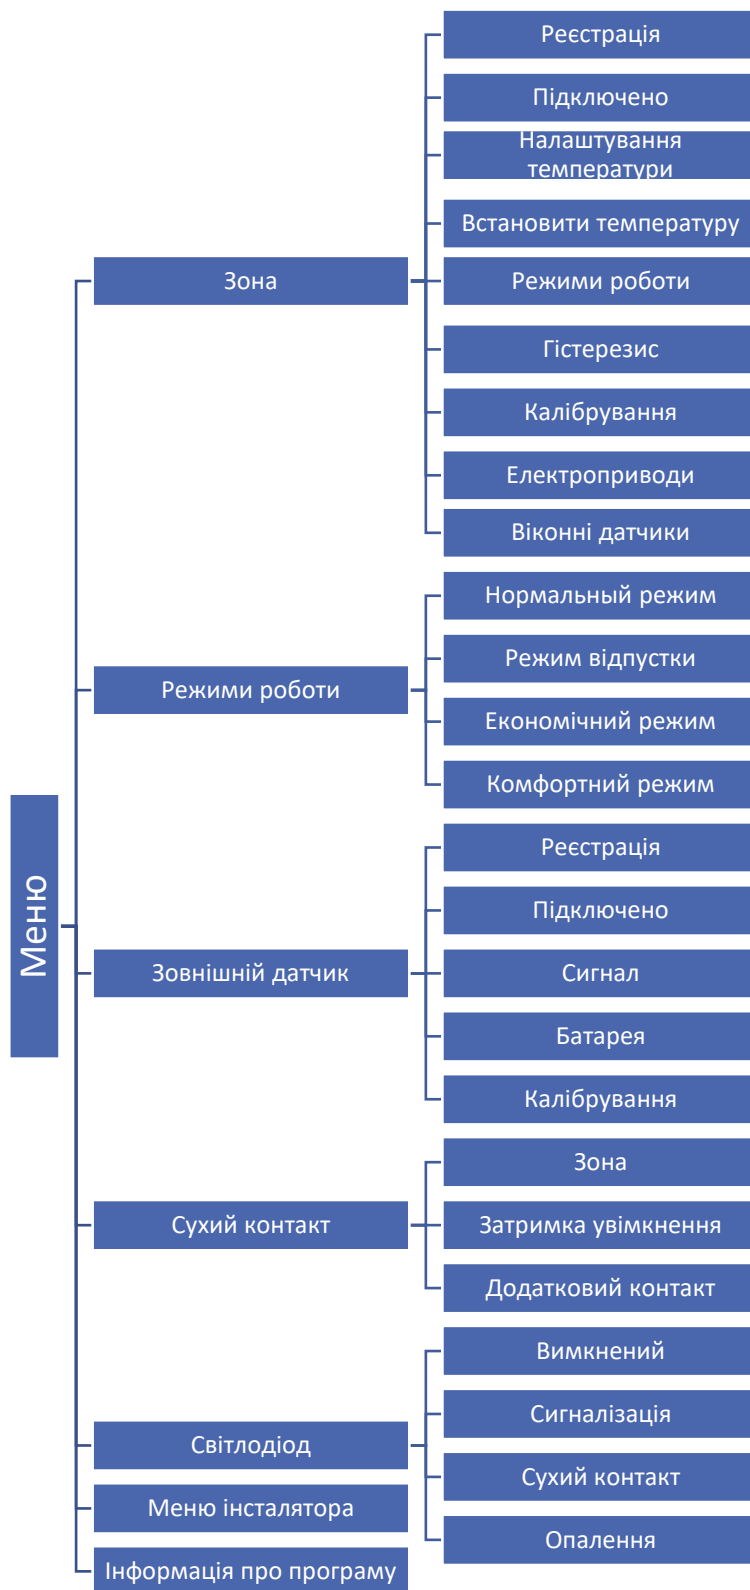 Меню
Зона
Реєстрація
Підключено
Налаштування
температури
Встановити температуру
Режими роботи
Гістерезис
Калібрування
Електроприводи
Віконні датчики
Режими роботи
Нормальный режим
Режим відпустки
Економічний режим
Комфортний режим
Зовнішній датчик
Реєстрація
Підключено
Сигнал
Батарея
Калібрування
Сухий контакт
Зона
Затримка увімкнення
Додатковий контакт
Світлодіод
Вимкнений
Сигналізація
Сухий контакт
Опалення
Меню інсталятора
Інформація про програму